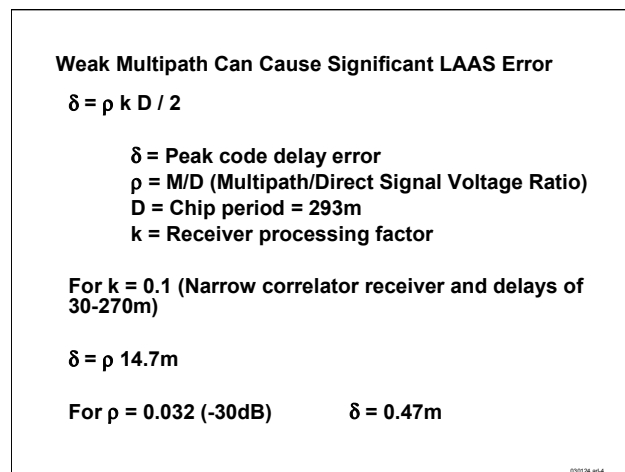 Weak Multipath Can Cause Significant LAAS Error
δ = ρ k D / 2
δ = Peak code delay error
ρ = M/D (Multipath/Direct Signal Voltage Ratio)
D = Chip period = 293m
k = Receiver processing factor
For k = 0.1 (Narrow correlator receiver and delays of
30-270m)
δ = ρ 14.7m
For ρ = 0.032 (-30dB) δ = 0.47m